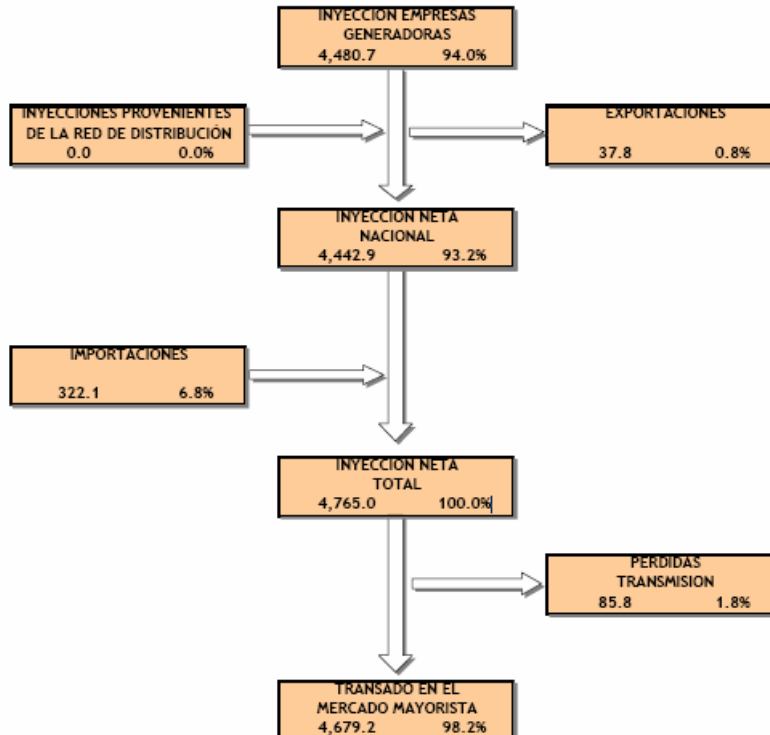 INYECCION EMPRESAS
GENERADORAS
4,480.7 94.0%
INYECCIONES PROVENIENTES
DE LA RED DE DISTRIBUCIÓN
0.0 0.0%
EXPORTACIONES
37.8 0.8%
INYECCION NETA
NACIONAL
4,442.9 93.2%
IMPORTACIONES
322.1 6.8%
INYECCION NETA
TOTAL
4,765.0 100.0%
PERDIDAS
TRANSMISION
85.8 1.8%
TRANSADO EN EL
MERCADO MAYORISTA
4,679.2 98.2%